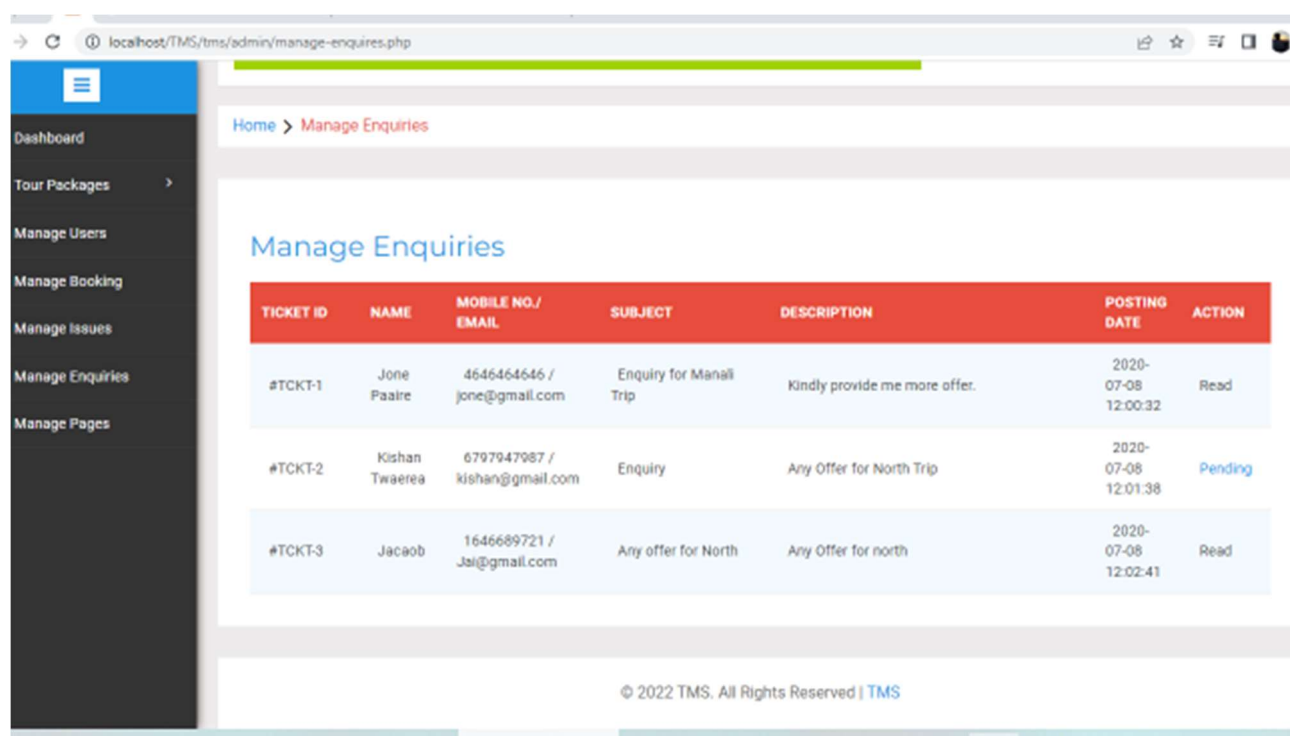 localhost/TMS/tms/admin/manage-enquires.php
Home > Manage Enquiries
Dashboard
Tour Packages >
Manage Users
Manage Booking
Manage Issues
Manage Enquiries
Manage Pages
Manage Enquiries
TICKET ID NAME MOBILE NO./ EMAIL SUBJECT DESCRIPTION POSTING DATE ACTION
#TCKT-1 Jone Paaire 4646464646 / jone@gmail.com Enquiry for Manali Trip Kindly provide me more offer. 2020-07-08 12:00:32 Read
#TCKT-2 Kishan Twaerea 6797947987 / kishan@gmail.com Enquiry Any Offer for North Trip 2020-07-08 12:01:38 Pending
#TCKT-3 Jacaob 1646689721 / Jai@gmail.com Any offer for North Any Offer for north 2020-07-08 12:02:41 Read
© 2022 TMS. All Rights Reserved | TMS